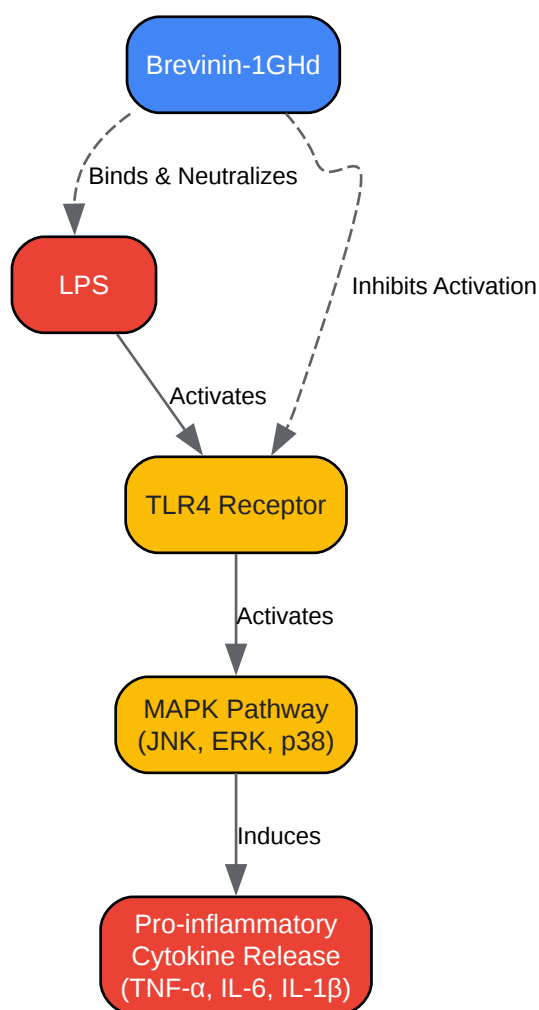 Brevinin-1GHd
Binds & Neutralizes
LPS
Inhibits Activation
Activates
TLR4 Receptor
Activates
MAPK Pathway
(JNK, ERK, p38)
Induces
Pro-inflammatory
Cytokine Release
(TNF-α, IL-6, IL-1β)